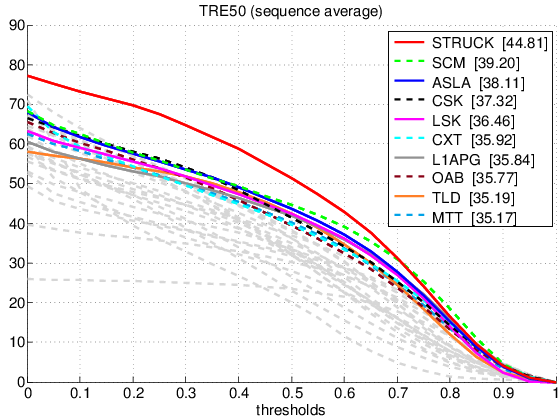 TRE50 (sequence average)
90
80
70
60
50
40
30
20
10
0
STRUCK [44.81]
SCM [39.20]
ASLA [38.11]
CSK [37.32]
LSK [36.46]
CXT [35.92]
L1APG [35.84]
OAB [35.77]
TLD [35.19]
MTT [35.17]
0 0.1 0.2 0.3 0.4 0.5 0.6 0.7 0.8 0.9 1
thresholds